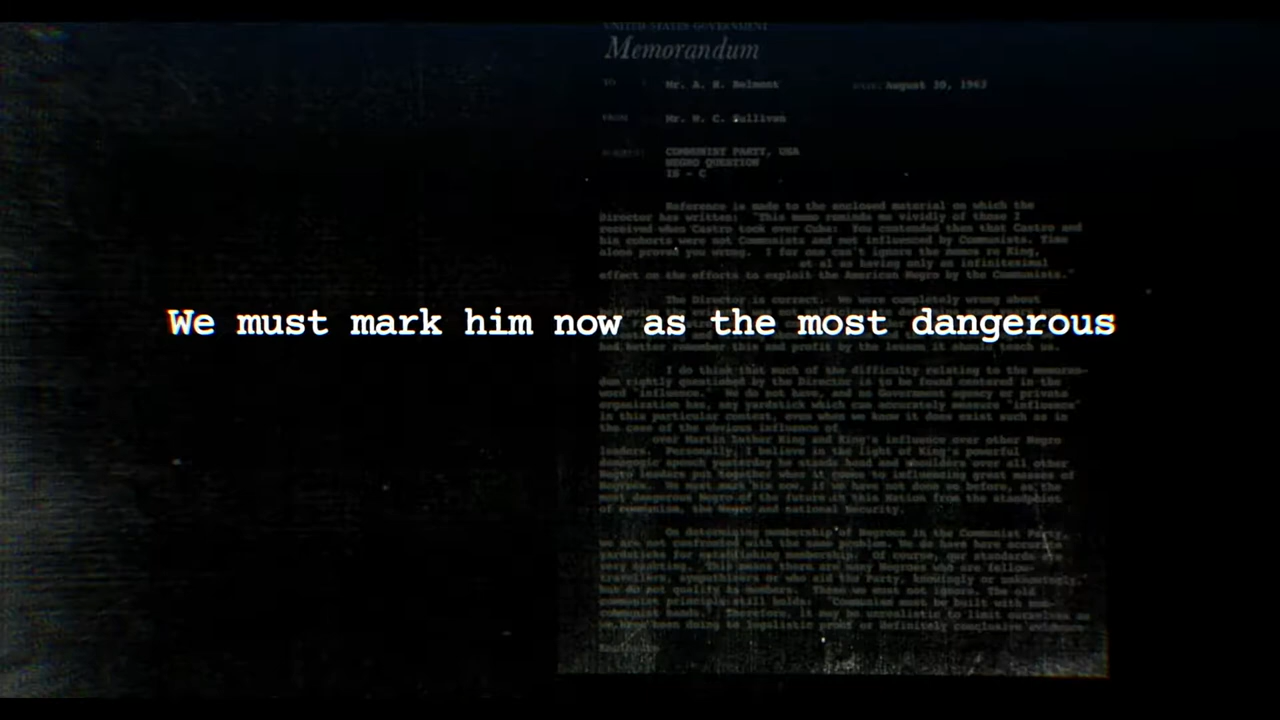 UNITED STATES GOVERNMENT
Memorandum
TO Mr. A. H. Belmont DATE: August 30, 1963
FROM Mr. W. C. Sullivan
SUBJECT: COMMUNIST PARTY, USA
NEGRO QUESTION
IS - C
Reference is made to the enclosed material on which the
Director has written: "This memo reminds me vividly of those I
received when Castro took over Cuba: You contended then that Castro and
his cohorts were not Communists and not influenced by Communists. Time
alone proved you wrong. I for one can't ignore the memos re King,
et al as having only an infinitesimal
effect on the efforts to exploit the American Negro by the Communists."
The Director is correct. We were completely wrong about
We must mark him now as the most dangerous
had better remember this and profit by the lesson it should teach us.
I do think that much of the difficulty relating to the memoran-
dum rightly questioned by the Director is to be found centered in the
word "influence." We do not have, and no Government agency or private
organization has, any yardstick which can accurately measure "influence"
in this particular context, even when we know it does exist such as in
the case of the obvious influence of
over Martin Luther King and King's influence over other Negro
leaders. Personally, I believe in the light of King's powerful
speech yesterday he stands head and shoulders over all other
Negro leaders put together when it comes to influencing great masses of
Negroes. We must mark him now, if we have not done so before, as the
most dangerous Negro of the future in this Nation from the standpoint
of communism, the Negro and national security.
On determining membership of Negroes in the Communist Party,
we are not confronted with the same problem. We do have here accurate
yardsticks for establishing membership. Of course, our standards are
very exacting. This means there are many Negroes who are fellow-
travellers, sympathizers or who aid the Party, knowingly or unknowingly,
but do not qualify as members. These we must not ignore. The old
communist principle still holds: "Communism must be built with non-
communist hands." Therefore, it may be unrealistic to limit ourselves as
we have been doing to legalistic proof or definitely conclusive evidence